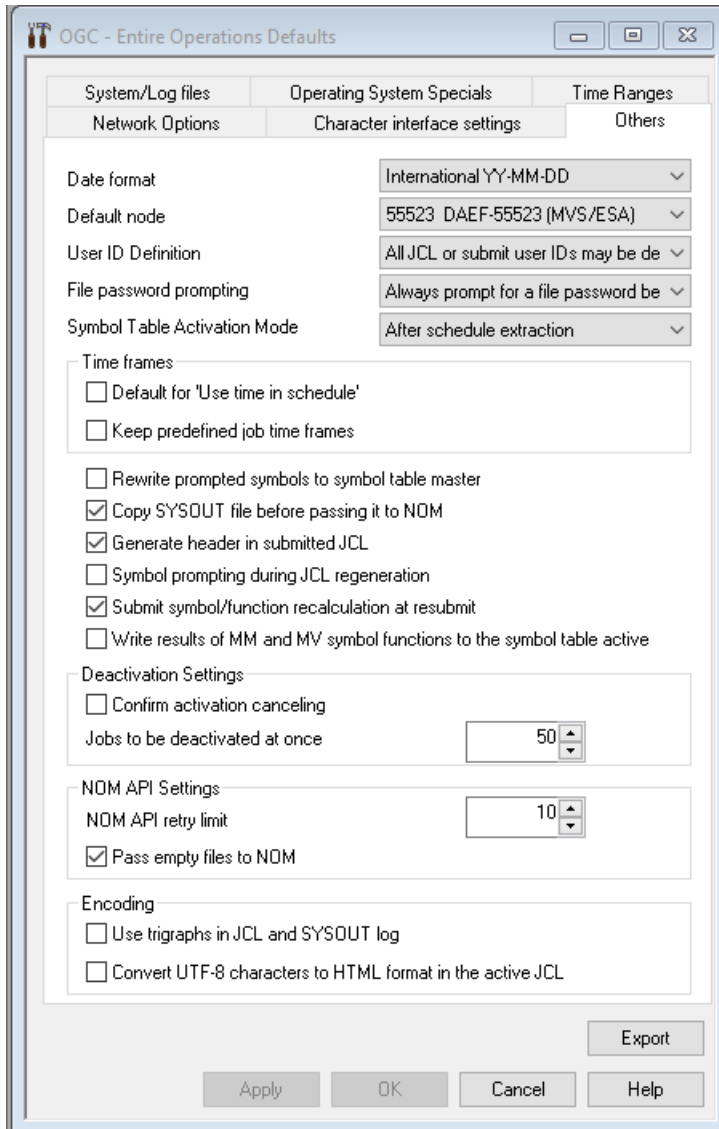 OGC - Entire Operations Defaults
System/Log files Operating System Specials Time Ranges
Network Options Character interface settings Others
Date format International YY-MM-DD
Default node 55523 DAEF-55523 (MVS/ESA)
User ID Definition All JCL or submit user IDs may be de
File password prompting Always prompt for a file password be
Symbol Table Activation Mode After schedule extraction
Time frames
Default for 'Use time in schedule'
Keep predefined job time frames
Rewrite prompted symbols to symbol table master
Copy SYSOUT file before passing it to NOM
Generate header in submitted JCL
Symbol prompting during JCL regeneration
Submit symbol/function recalculation at resubmit
Write results of MM and MV symbol functions to the symbol table active
Deactivation Settings
Confirm activation canceling
Jobs to be deactivated at once 50
NOM API Settings
NOM API retry limit 10
Pass empty files to NOM
Encoding
Use trigraphs in JCL and SYSOUT log
Convert UTF-8 characters to HTML format in the active JCL
Export
Apply OK Cancel Help